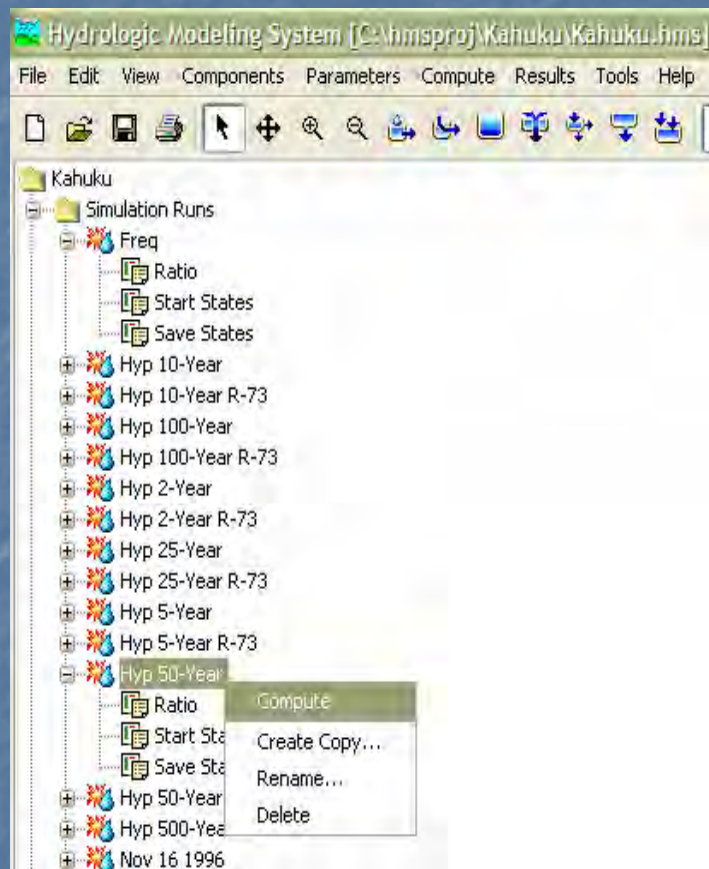 Hydrologic Modeling System [C:\hmsproj\Kahuku\Kahuku.hms]
File Edit View Components Parameters Compute Results Tools Help
Kahuku
Simulation Runs
Freq
Ratio
Start States
Save States
Hyp 10-Year
Hyp 10-Year R-73
Hyp 100-Year
Hyp 100-Year R-73
Hyp 2-Year
Hyp 2-Year R-73
Hyp 25-Year
Hyp 25-Year R-73
Hyp 5-Year
Hyp 5-Year R-73
Hyp 50-Year
Ratio Compute
Start Sta Create Copy...
Save Sta Rename...
Hyp 50-Year Delete
Hyp 500-Yea
Nov 16 1996